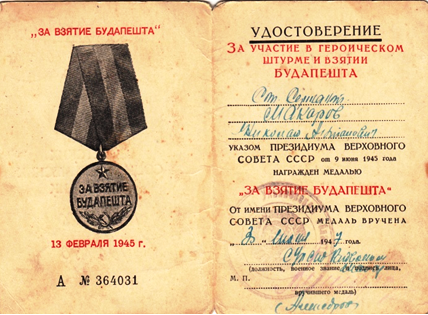 „ЗА ВЗЯТИЕ БУДАПЕШТА“
ЗА ВЗЯТИЕ
БУДАПЕШТА
13 ФЕВРАЛЯ 1945 г.
А № 364031
УДОСТОВЕРЕНИЕ
ЗА УЧАСТИЕ В ГЕРОИЧЕСКОМ
ШТУРМЕ И ВЗЯТИИ
БУДАПЕШТА
Ст. Сержант
Макаров
Николай
УКАЗОМ ПРЕЗИДИУМА ВЕРХОВНОГО
СОВЕТА СССР от 9 июня 1945 года
НАГРАЖДЕН МЕДАЛЬЮ
„ЗА ВЗЯТИЕ БУДАПЕШТА“
ОТ ИМЕНИ ПРЕЗИДИУМА ВЕРХОВНОГО
СОВЕТА СССР МЕДАЛЬ ВРУЧЕНА
1947 года.
(должность, военное звание лица,
М. П.
вручившего медаль)